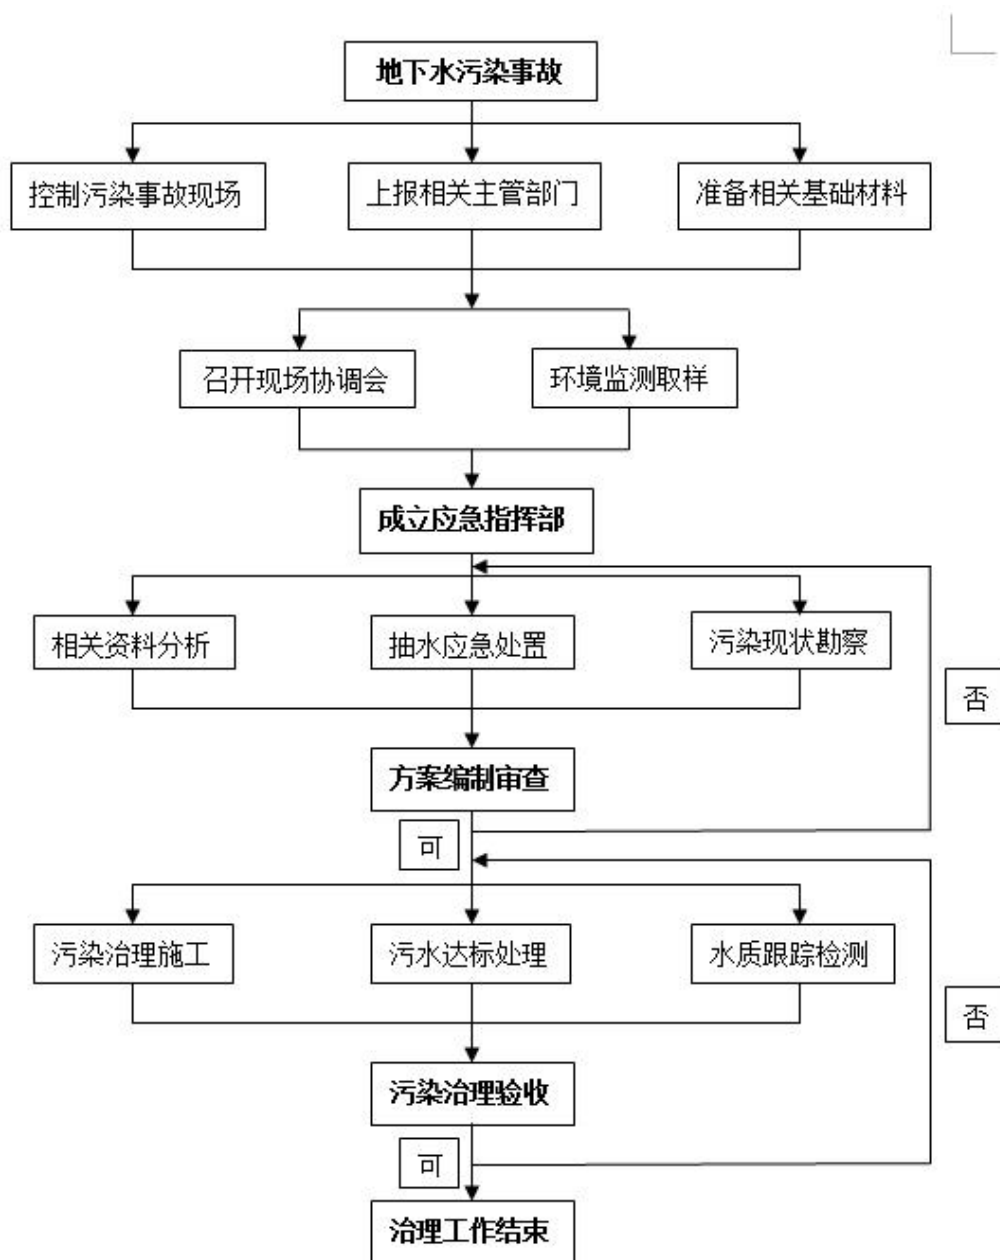 地下水污染事故
控制污染事故现场
上报相关主管部门
准备相关基础材料
召开现场协调会
环境监测取样
成立应急指挥部
相关资料分析
抽水应急处置
污染现状勘察
否
方案编制审查
可
污染治理施工
污水达标处理
水质跟踪检测
否
污染治理验收
可
治理工作结束